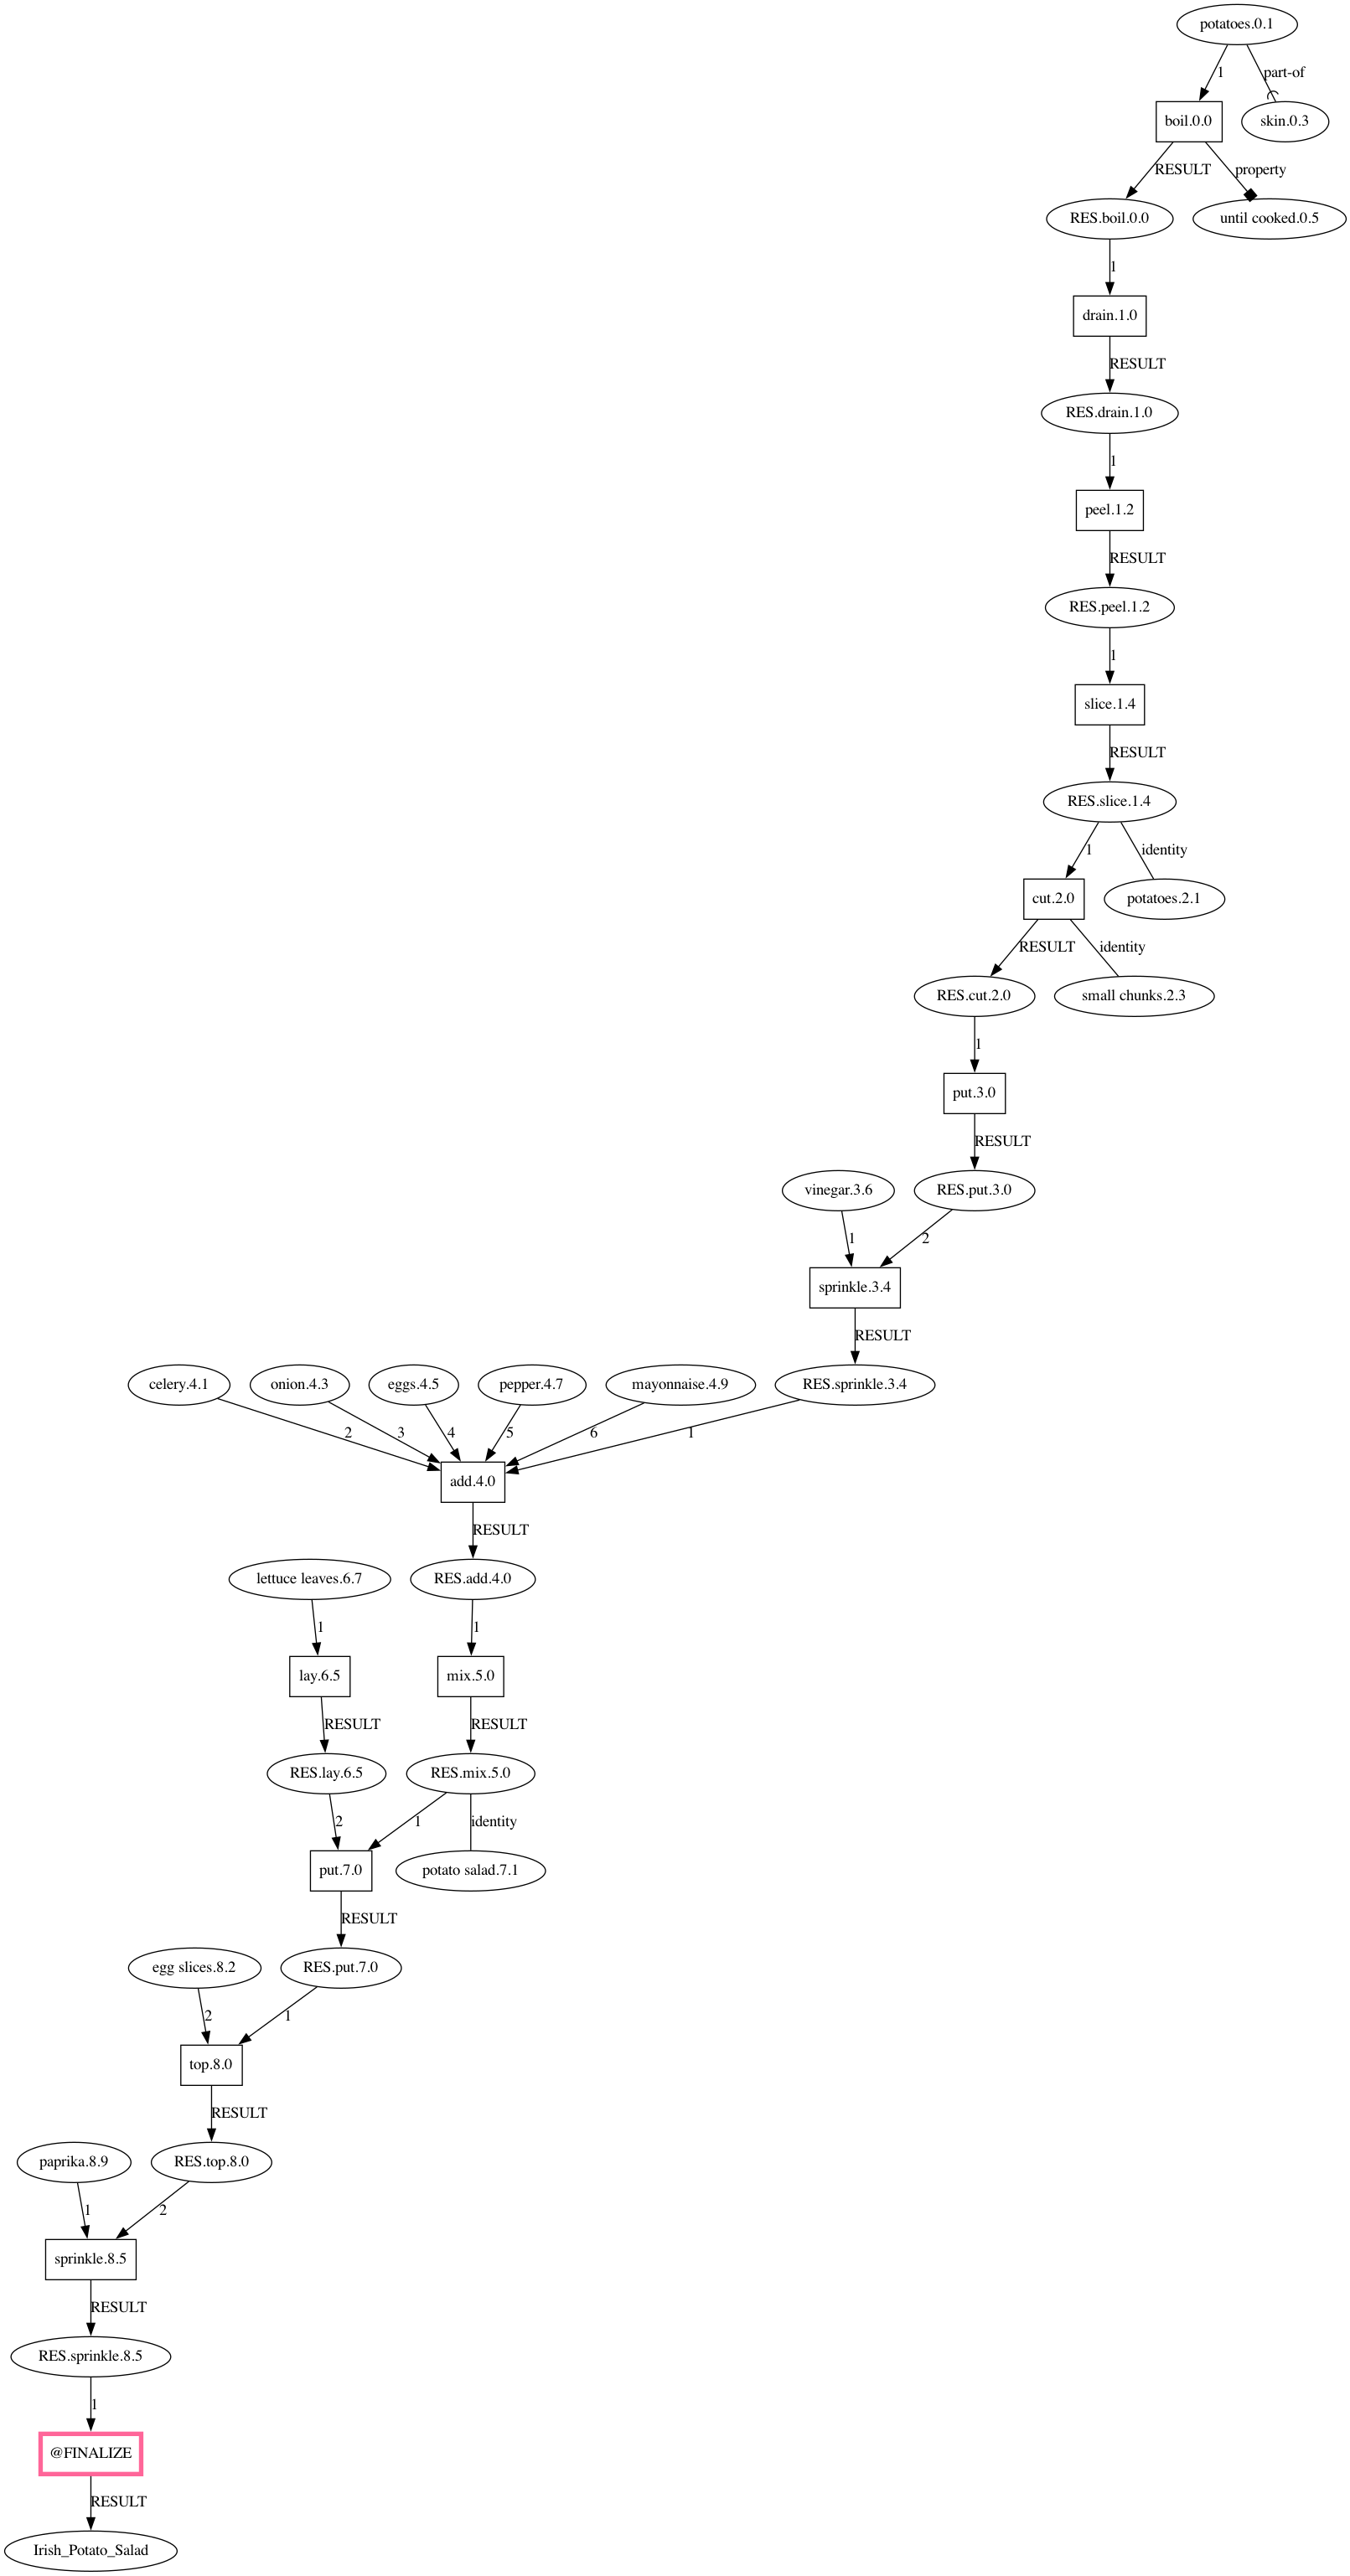 potatoes.0.1
1
part-of
boil.0.0
skin.0.3
RESULT
property
RES.boil.0.0
until cooked.0.5
1
drain.1.0
RESULT
RES.drain.1.0
1
peel.1.2
RESULT
RES.peel.1.2
1
slice.1.4
RESULT
RES.slice.1.4
1
identity
cut.2.0
potatoes.2.1
RESULT
identity
RES.cut.2.0
small chunks.2.3
1
put.3.0
RESULT
vinegar.3.6
RES.put.3.0
1
2
sprinkle.3.4
RESULT
celery.4.1
onion.4.3
eggs.4.5
pepper.4.7
mayonnaise.4.9
RES.sprinkle.3.4
2
3
4
5
6
1
add.4.0
RESULT
lettuce leaves.6.7
RES.add.4.0
1
1
lay.6.5
mix.5.0
RESULT
RESULT
RES.lay.6.5
RES.mix.5.0
2
1
identity
put.7.0
potato salad.7.1
RESULT
egg slices.8.2
RES.put.7.0
2
1
top.8.0
RESULT
paprika.8.9
RES.top.8.0
1
2
sprinkle.8.5
RESULT
RES.sprinkle.8.5
1
@FINALIZE
RESULT
Irish_Potato_Salad